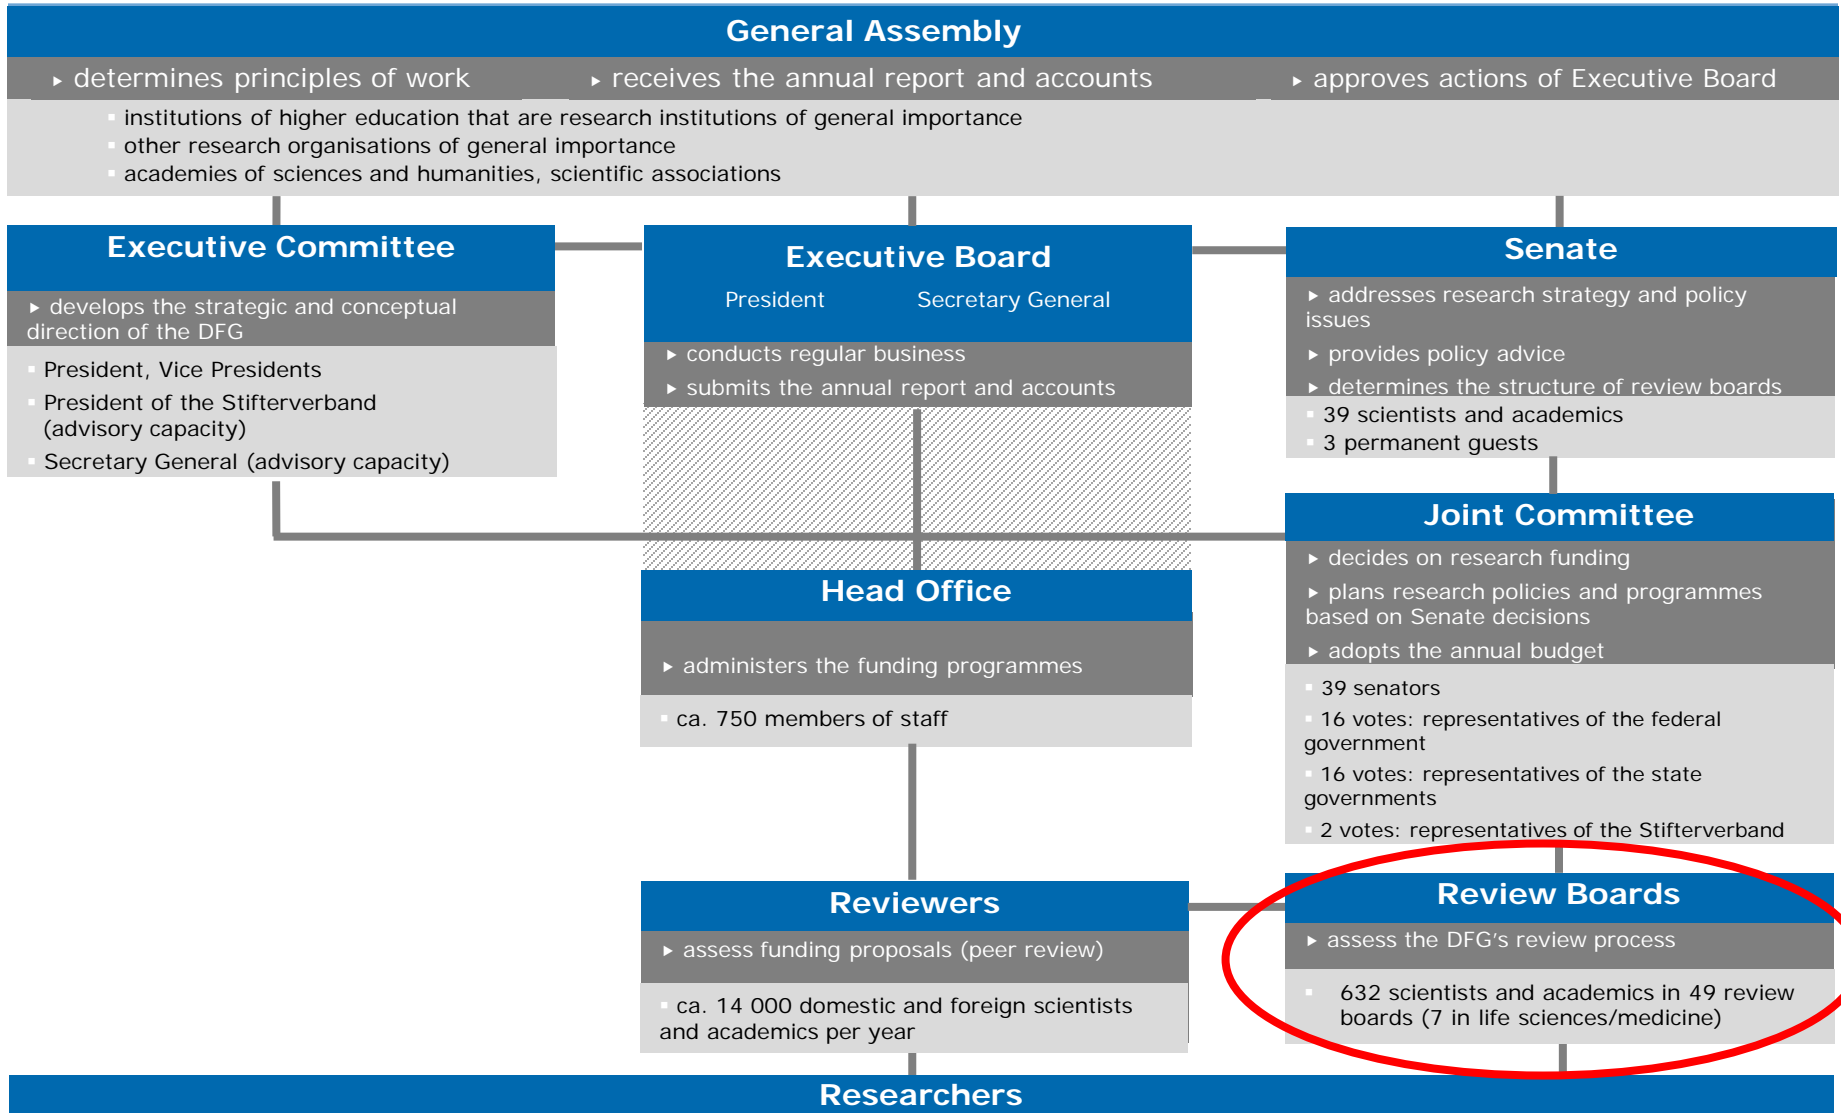 General Assembly
▸ determines principles of work
▸ receives the annual report and accounts
▸ approves actions of Executive Board
▪ institutions of higher education that are research institutions of general importance
▪ other research organisations of general importance
▪ academies of sciences and humanities, scientific associations
Executive Committee
▸ develops the strategic and conceptual
direction of the DFG
▪ President, Vice Presidents
▪ President of the Stifterverband
(advisory capacity)
▪ Secretary General (advisory capacity)
Executive Board
President Secretary General
▸ conducts regular business
▸ submits the annual report and accounts
Senate
▸ addresses research strategy and policy
issues
▸ provides policy advice
▸ determines the structure of review boards
▪ 39 scientists and academics
▪ 3 permanent guests
Joint Committee
▸ decides on research funding
▸ plans research policies and programmes
based on Senate decisions
▸ adopts the annual budget
▪ 39 senators
▪ 16 votes: representatives of the federal
government
▪ 16 votes: representatives of the state
governments
▪ 2 votes: representatives of the Stifterverband
Head Office
▸ administers the funding programmes
▪ ca. 750 members of staff
Reviewers
▸ assess funding proposals (peer review)
▪ ca. 14 000 domestic and foreign scientists
and academics per year
Review Boards
▸ assess the DFG's review process
▪ 632 scientists and academics in 49 review
boards (7 in life sciences/medicine)
Researchers